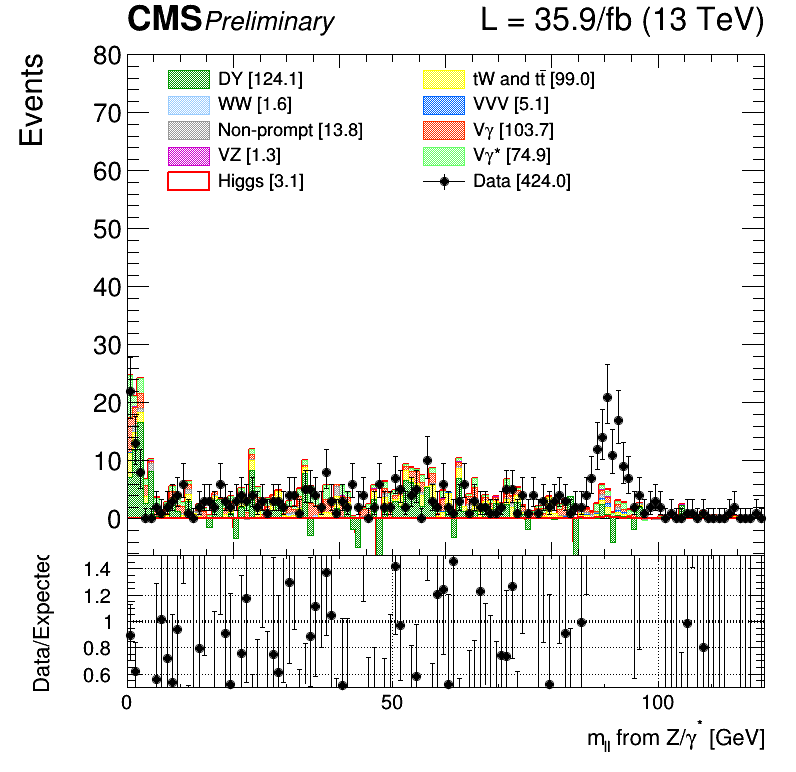 CMS Preliminary L = 35.9/fb (13 TeV)
Events
80
70
60
50
40
30
20
10
0
DY [124.1]
WW [1.6]
Non-prompt [13.8]
VZ [1.3]
Higgs [3.1]
tW and tt̄ [99.0]
VVV [5.1]
Vγ [103.7]
Vγ* [74.9]
Data [424.0]
Data/Expected
1.4
1.2
1
0.8
0.6
0 50 100
m_ll from Z/γ* [GeV]